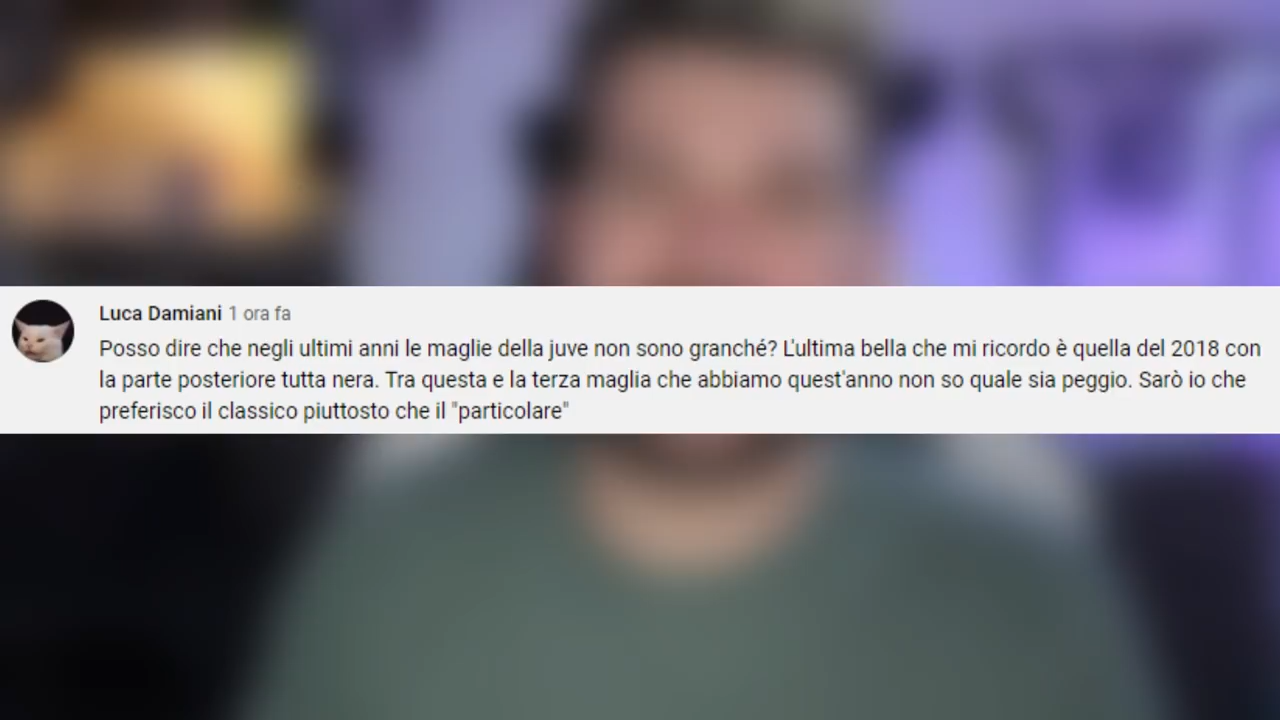 Luca Damiani 1 ora fa
Posso dire che negli ultimi anni le maglie della juve non sono granché? L'ultima bella che mi ricordo è quella del 2018 con
la parte posteriore tutta nera. Tra questa e la terza maglia che abbiamo quest'anno non so quale sia peggio. Sarò io che
preferisco il classico piuttosto che il "particolare"